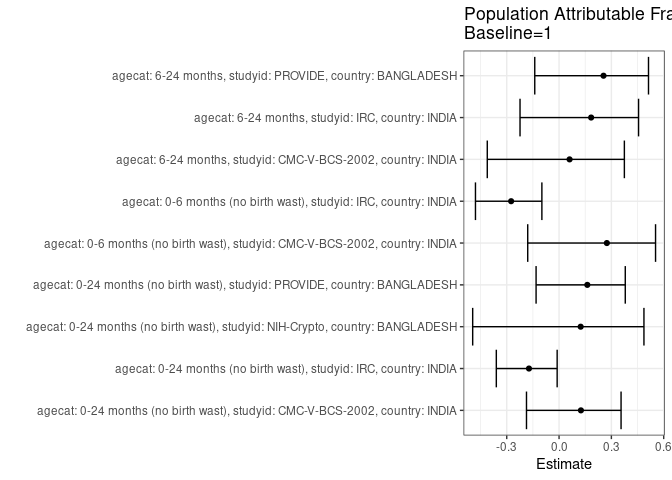 Population Attributable Fra
Baseline=1
agecat: 6-24 months, studyid: PROVIDE, country: BANGLADESH
agecat: 6-24 months, studyid: IRC, country: INDIA
agecat: 6-24 months, studyid: CMC-V-BCS-2002, country: INDIA
agecat: 0-6 months (no birth wast), studyid: IRC, country: INDIA
agecat: 0-6 months (no birth wast), studyid: CMC-V-BCS-2002, country: INDIA
agecat: 0-24 months (no birth wast), studyid: PROVIDE, country: BANGLADESH
agecat: 0-24 months (no birth wast), studyid: NIH-Crypto, country: BANGLADESH
agecat: 0-24 months (no birth wast), studyid: IRC, country: INDIA
agecat: 0-24 months (no birth wast), studyid: CMC-V-BCS-2002, country: INDIA
-0.3 0.0 0.3 0.6
Estimate